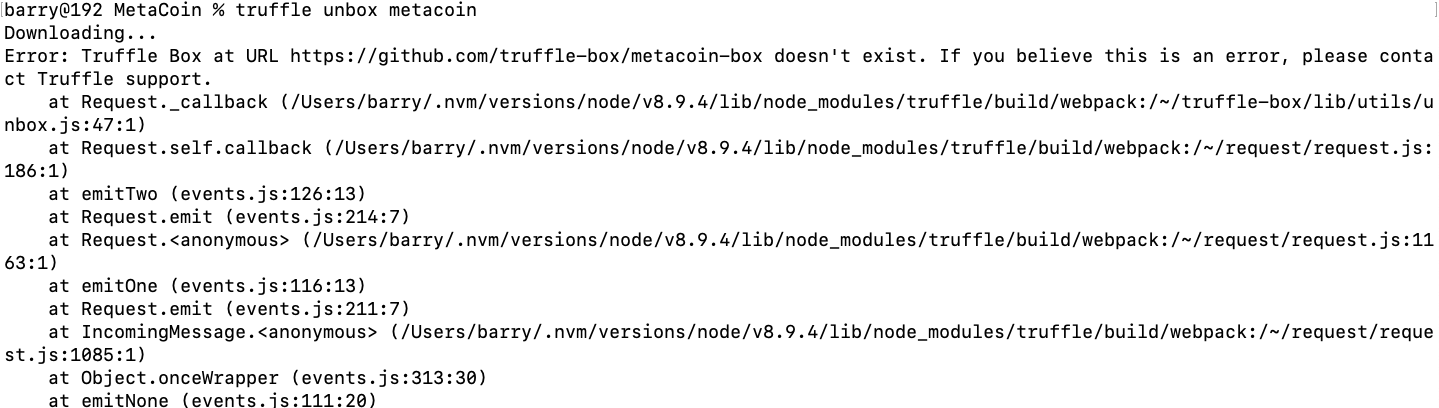 barry@192 MetaCoin % truffle unbox metacoin
Downloading...
Error: Truffle Box at URL https://github.com/truffle-box/metacoin-box doesn't exist. If you believe this is an error, please conta
ct Truffle support.
    at Request._callback (/Users/barry/.nvm/versions/node/v8.9.4/lib/node_modules/truffle/build/webpack:/~/truffle-box/lib/utils/u
nbox.js:47:1)
    at Request.self.callback (/Users/barry/.nvm/versions/node/v8.9.4/lib/node_modules/truffle/build/webpack:/~/request/request.js:
186:1)
    at emitTwo (events.js:126:13)
    at Request.emit (events.js:214:7)
    at Request.<anonymous> (/Users/barry/.nvm/versions/node/v8.9.4/lib/node_modules/truffle/build/webpack:/~/request/request.js:11
63:1)
    at emitOne (events.js:116:13)
    at Request.emit (events.js:211:7)
    at IncomingMessage.<anonymous> (/Users/barry/.nvm/versions/node/v8.9.4/lib/node_modules/truffle/build/webpack:/~/request/reque
st.js:1085:1)
    at Object.onceWrapper (events.js:313:30)
    at emitNone (events.js:111:20)